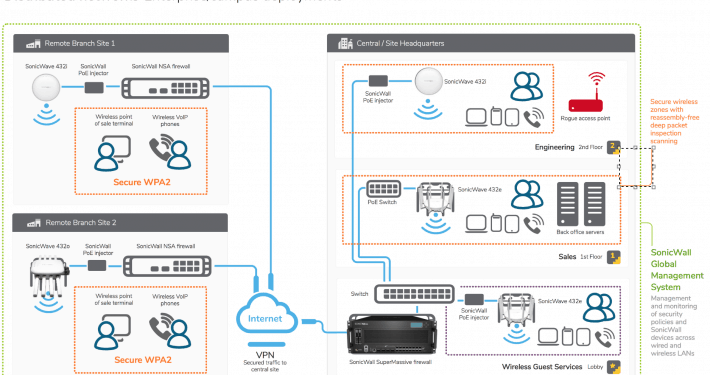 Remote Branch Site 1
SonicWave 432i
SonicWall
PoE injector
SonicWall NSA firewall
Wireless point
of sale terminal
Wireless VoIP
phones
Secure WPA2
Remote Branch Site 2
SonicWave 432e
SonicWall
PoE injector
SonicWall NSA firewall
Wireless point
of sale terminal
Wireless VoIP
phones
Secure WPA2
Internet
VPN
Secured traffic to
central site
Central / Site Headquarters
SonicWall
PoE injector
SonicWave 432i
Rogue access point
Engineering 2nd Floor 2
PoE Switch
SonicWave 432e
Back office servers
Sales 1st Floor 1
Switch
SonicWall
PoE injector
SonicWave 432e
SonicWall SuperMassive firewall
Wireless Guest Services Lobby
Secure wireless
zones with
reassembly-free
deep packet
inspection
scanning
SonicWall
Global
Management
System
Management
and monitoring
of security
policies and
SonicWall
devices across
wired and
wireless LANs